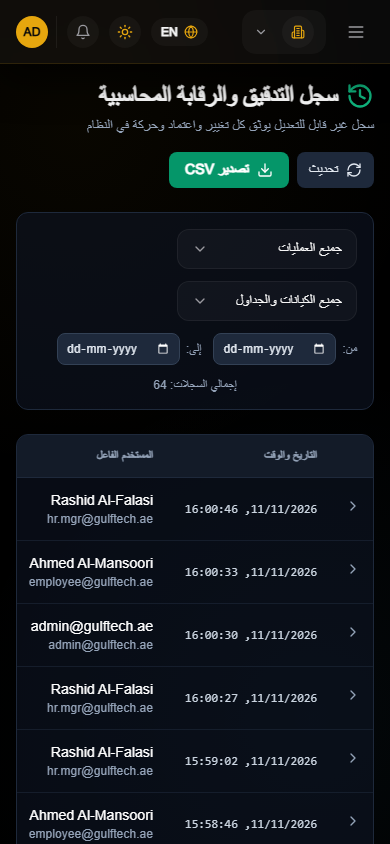 AD
EN
سجل التدقيق والرقابة المحاسبية
سجل غير قابل للتعديل يوثق كل تغيير واعتماد وحركة في النظام
تحديث
تصدير CSV
جميع العمليات
جميع الكيانات والجداول
من: dd-mm-yyyy إلى: dd-mm-yyyy
إجمالي السجلات: 64
التاريخ والوقت المستخدم الفاعل
11/11/2026, 16:00:46 Rashid Al-Falasi
hr.mgr@gulftech.ae
11/11/2026, 16:00:33 Ahmed Al-Mansoori
employee@gulftech.ae
11/11/2026, 16:00:30 admin@gulftech.ae
admin@gulftech.ae
11/11/2026, 16:00:27 Rashid Al-Falasi
hr.mgr@gulftech.ae
11/11/2026, 15:59:02 Rashid Al-Falasi
hr.mgr@gulftech.ae
11/11/2026, 15:58:46 Ahmed Al-Mansoori
employee@gulftech.ae